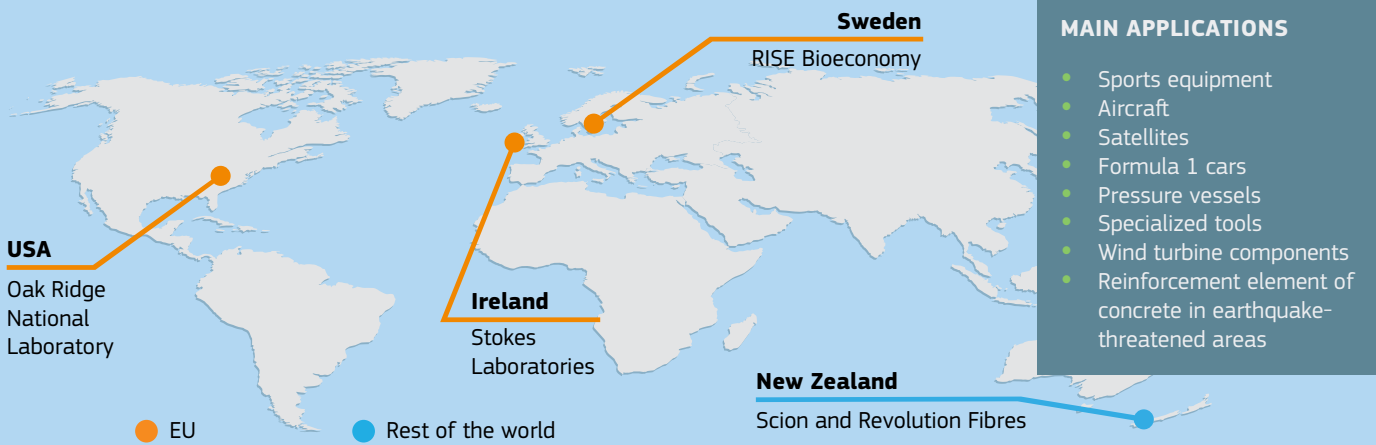 Sweden
RISE Bioeconomy
MAIN APPLICATIONS
• Sports equipment
• Aircraft
• Satellites
• Formula 1 cars
• Pressure vessels
• Specialized tools
• Wind turbine components
• Reinforcement element of
concrete in earthquake-
threatened areas
USA
Oak Ridge
National
Laboratory
Ireland
Stokes
Laboratories
New Zealand
Scion and Revolution Fibres
EU
Rest of the world